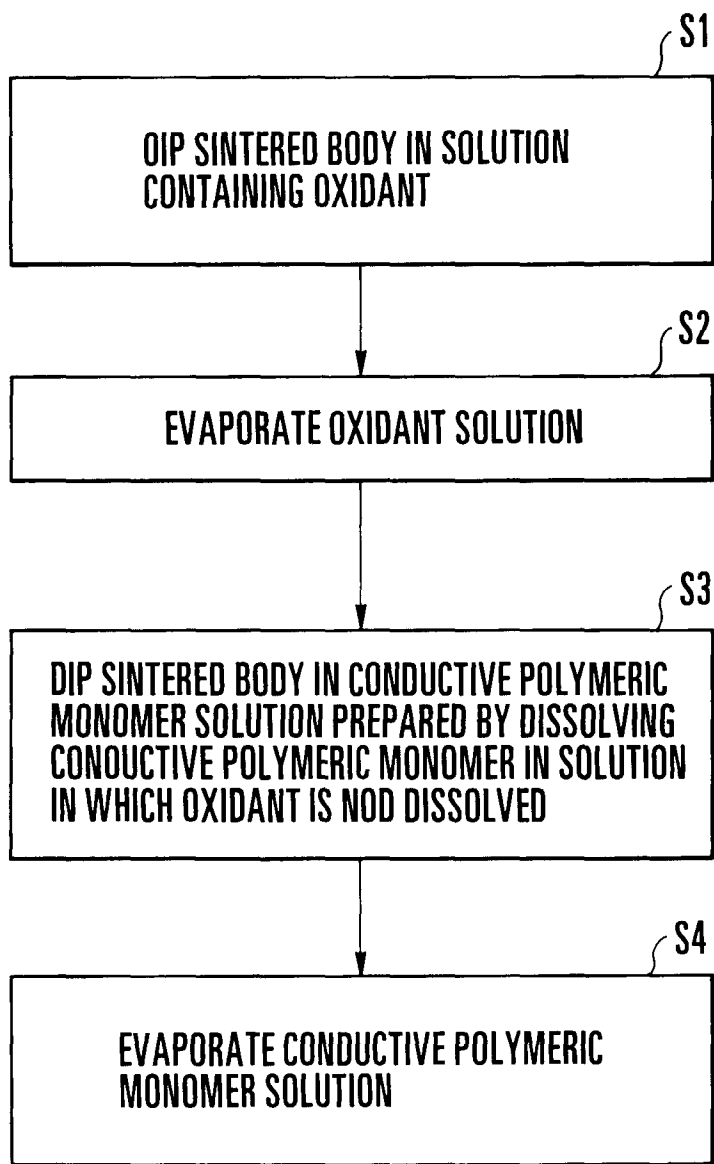 S1
OIP SINTERED BODY IN SOLUTION
CONTAINING OXIDANT
S2
EVAPORATE OXIDANT SOLUTION
S3
DIP SINTERED BODY IN CONDUCTIVE POLYMERIC
MONOMER SOLUTION PREPARED BY DISSOLVING
CONOUCTIVE POLYMERIC MONOMER IN SOLUTION
IN WHICH OXIDANT IS NOD DISSOLVED
S4
EVAPORATE CONDUCTIVE POLYMERIC
MONOMER SOLUTION